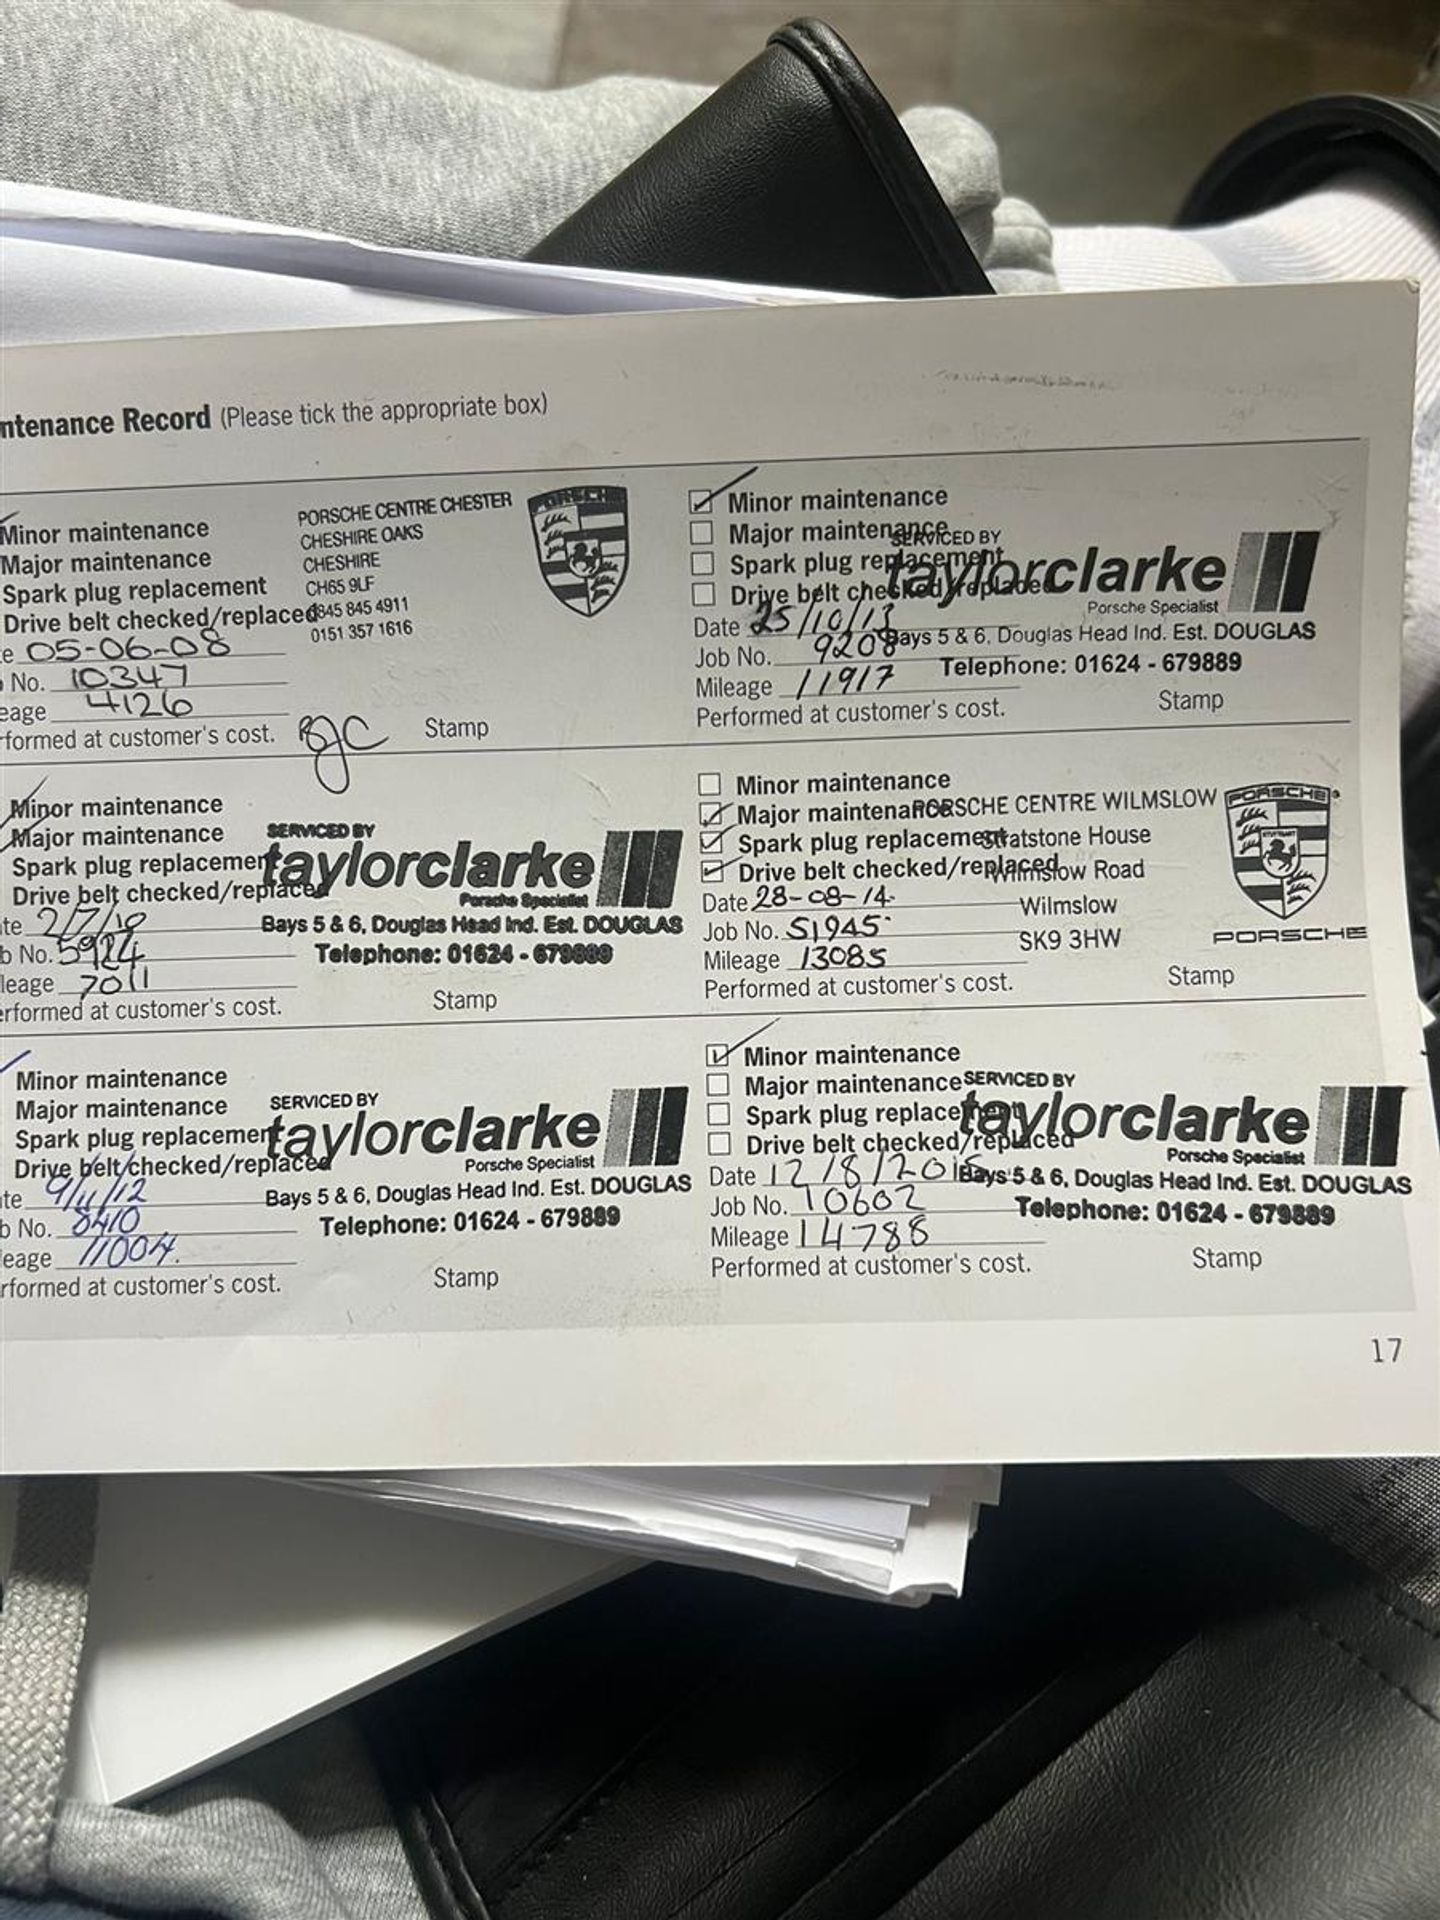 ntenance Record (Please tick the appropriate box)
Minor maintenance
Major maintenance
Spark plug replacement
Drive belt checked/replaced
e 05-06-08
No. 10347
eage 4126
formed at customer's cost.
PORSCHE CENTRE CHESTER
CHESHIRE OAKS
CHESHIRE
CH65 9LF
0845 845 4911
0151 357 1616
PORSCHE
Stamp
Minor maintenance
Major maintenance
Spark plug replacement
Drive belt checked/replaced
te 2/7/10
b No. 5924
leage 7011
erformed at customer's cost.
SERVICED BY
taylorclarke
Porsche Specialist
Bays 5 & 6, Douglas Head Ind. Est. DOUGLAS
Telephone: 01624 - 679889
Stamp
Minor maintenance
Major maintenance
Spark plug replacement
Drive belt/checked/replaced
te 9/11/12
b No. 8410
eage 11004.
rformed at customer's cost.
SERVICED BY
taylorclarke
Porsche Specialist
Bays 5 & 6, Douglas Head Ind. Est. DOUGLAS
Telephone: 01624 - 679889
Stamp
Minor maintenance
Major maintenance
Spark plug replacement
Drive belt checked/replaced
Date 25/10/13
Job No. 9208
Mileage 11917
Performed at customer's cost.
SERVICED BY
taylorclarke
Porsche Specialist
Bays 5 & 6, Douglas Head Ind. Est. DOUGLAS
Telephone: 01624 - 679889
Stamp
Minor maintenance
Major maintenance
Spark plug replacement
Drive belt checked/replaced
Date 28-08-14.
Job No. 51945
Mileage 13085
Performed at customer's cost.
PORSCHE CENTRE WILMSLOW
Stratstone House
Wilmslow Road
Wilmslow
SK9 3HW
PORSCHE
STUTTGART
PORSCHE
Stamp
Minor maintenance
Major maintenance
Spark plug replacement
Drive belt checked/replaced
Date 12/8/2015
Job No. 10602
Mileage 14788
Performed at customer's cost.
SERVICED BY
taylorclarke
Porsche Specialist
Bays 5 & 6, Douglas Head Ind. Est. DOUGLAS
Telephone: 01624 - 679889
Stamp
17